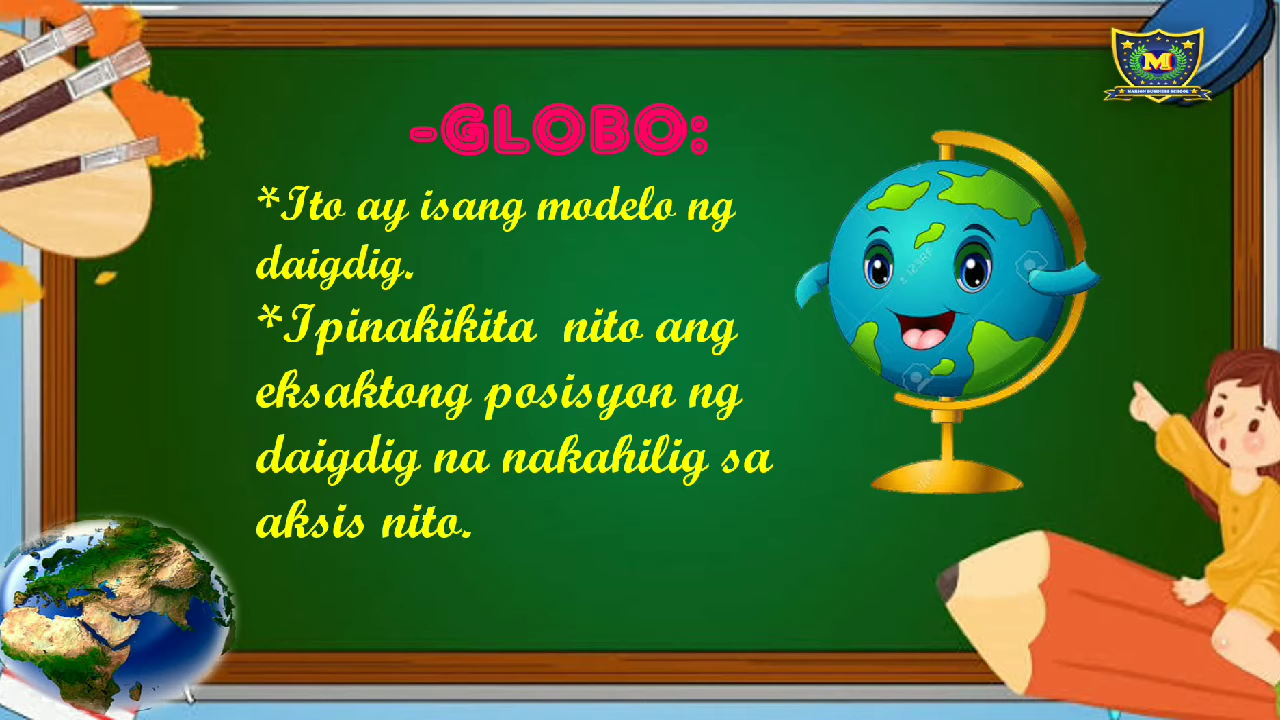 -GLOBO:
*Ito ay isang modelo ng
daigdig.
*Ipinakikita nito ang
eksaktong posisyon ng
daigdig na nakahilig sa
aksis nito.
M